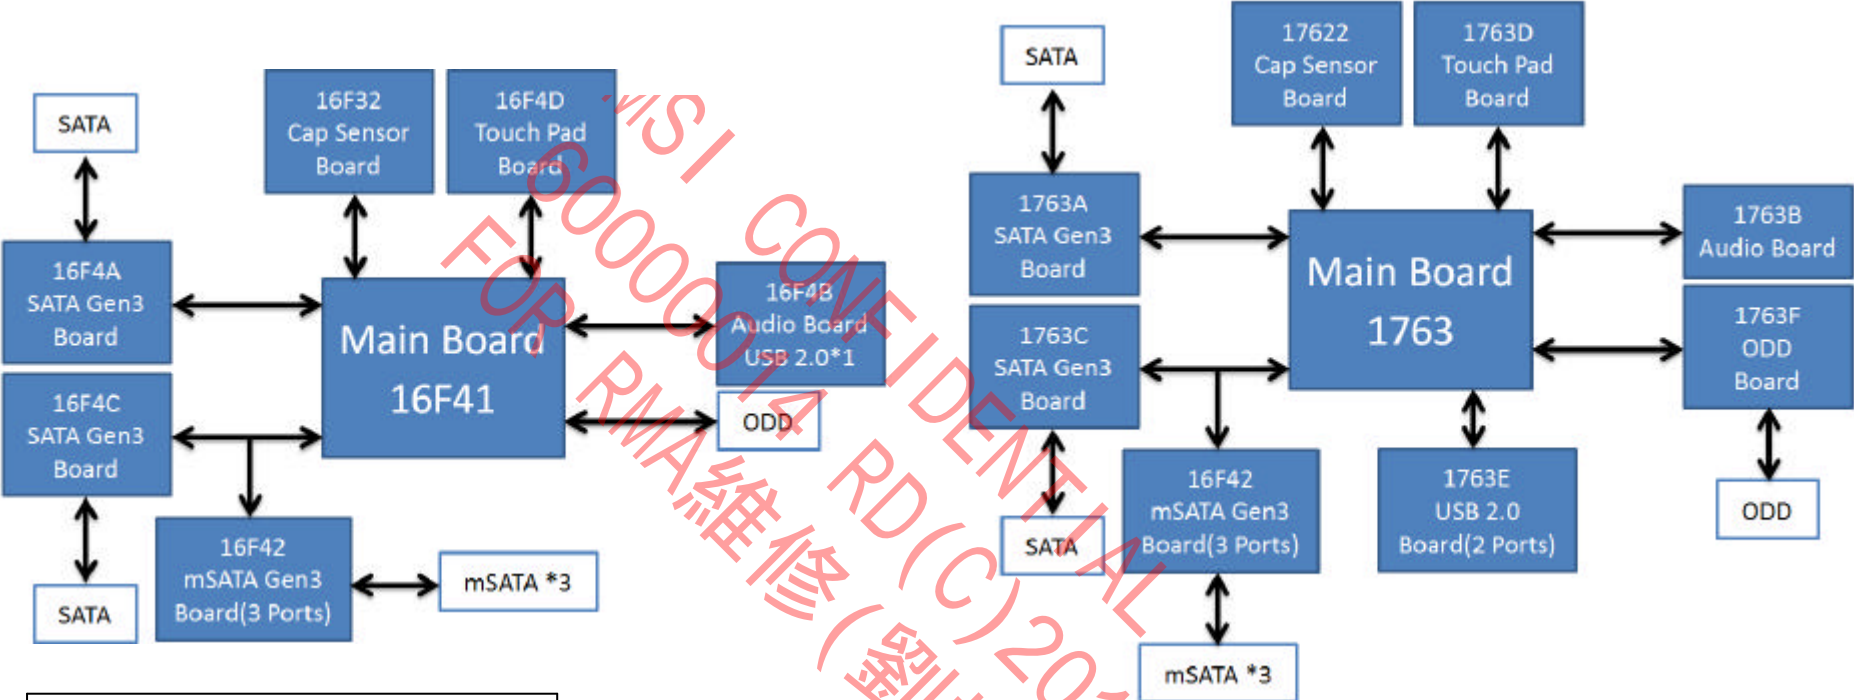 SATA
16F32
Cap Sensor
Board
16F4D
Touch Pad
Board
16F4A
SATA Gen3
Board
Main Board
16F41
16F4B
Audio Board
USB 2.0*1
ODD
16F4C
SATA Gen3
Board
SATA
16F42
mSATA Gen3
Board(3 Ports)
mSATA *3
SATA
17622
Cap Sensor
Board
1763D
Touch Pad
Board
1763A
SATA Gen3
Board
Main Board
1763
1763B
Audio Board
1763C
SATA Gen3
Board
1763F
ODD
Board
SATA
16F42
mSATA Gen3
Board(3 Ports)
1763E
USB 2.0
Board(2 Ports)
ODD
mSATA *3
MSI CONFIDENTIAL
60000014 RD(C)20
FOR RMA維修(劉